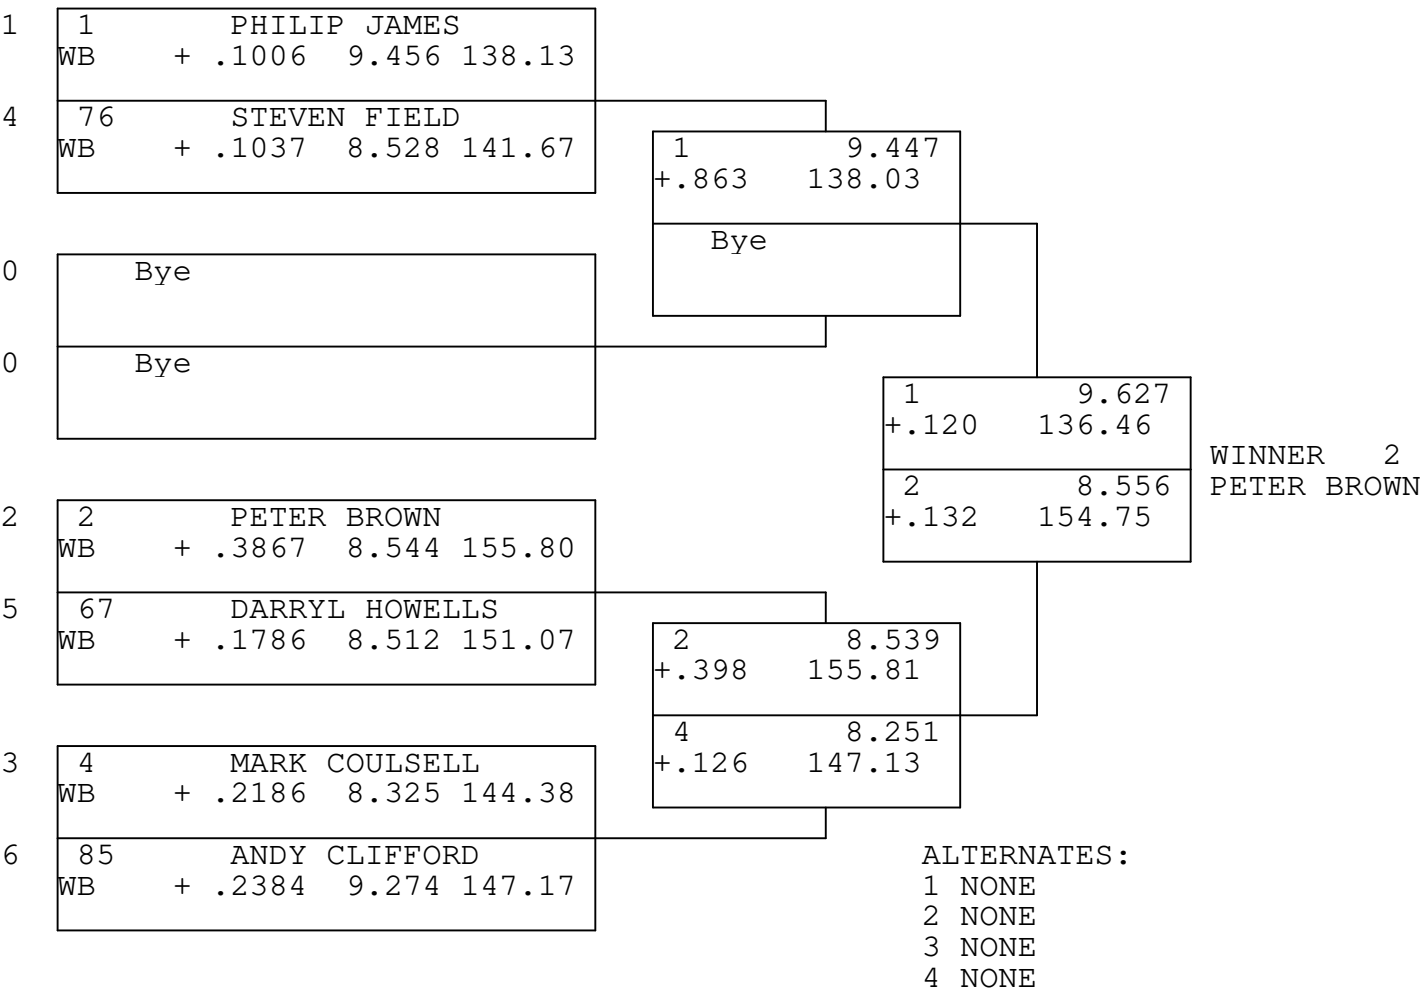 1 1 PHILIP JAMES
WB + .1006 9.456 138.13
4 76 STEVEN FIELD
WB + .1037 8.528 141.67
1 9.447
+.863 138.03
Bye
0 Bye
0 Bye
1 9.627
+.120 136.46
WINNER 2
2 8.556 PETER BROWN
+.132 154.75
2 2 PETER BROWN
WB + .3867 8.544 155.80
5 67 DARRYL HOWELLS
WB + .1786 8.512 151.07
2 8.539
+.398 155.81
4 8.251
+.126 147.13
3 4 MARK COULSELL
WB + .2186 8.325 144.38
6 85 ANDY CLIFFORD
WB + .2384 9.274 147.17
ALTERNATES:
1 NONE
2 NONE
3 NONE
4 NONE